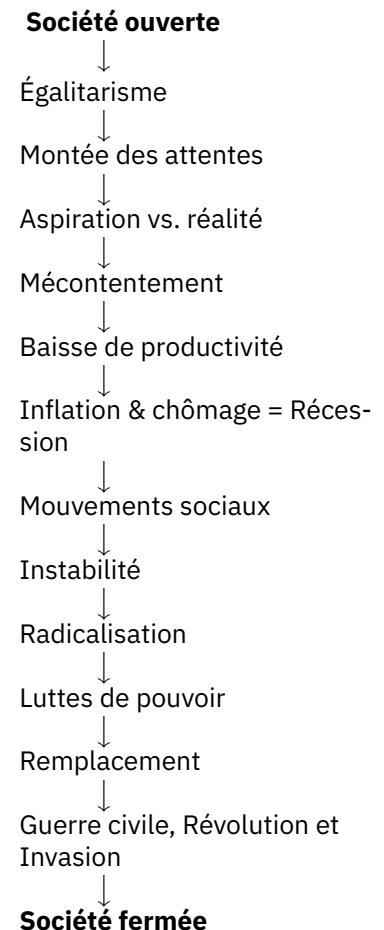 Société ouverte
↓
Égalitarisme
↓
Montée des attentes
↓
Aspiration vs. réalité
↓
Mécontentement
↓
Baisse de productivité
↓
Inflation & chômage = Réces-
sion
↓
Mouvements sociaux
↓
Instabilité
↓
Radicalisation
↓
Luttes de pouvoir
↓
Remplacement
↓
Guerre civile, Révolution et
Invasion
↓
Société fermée